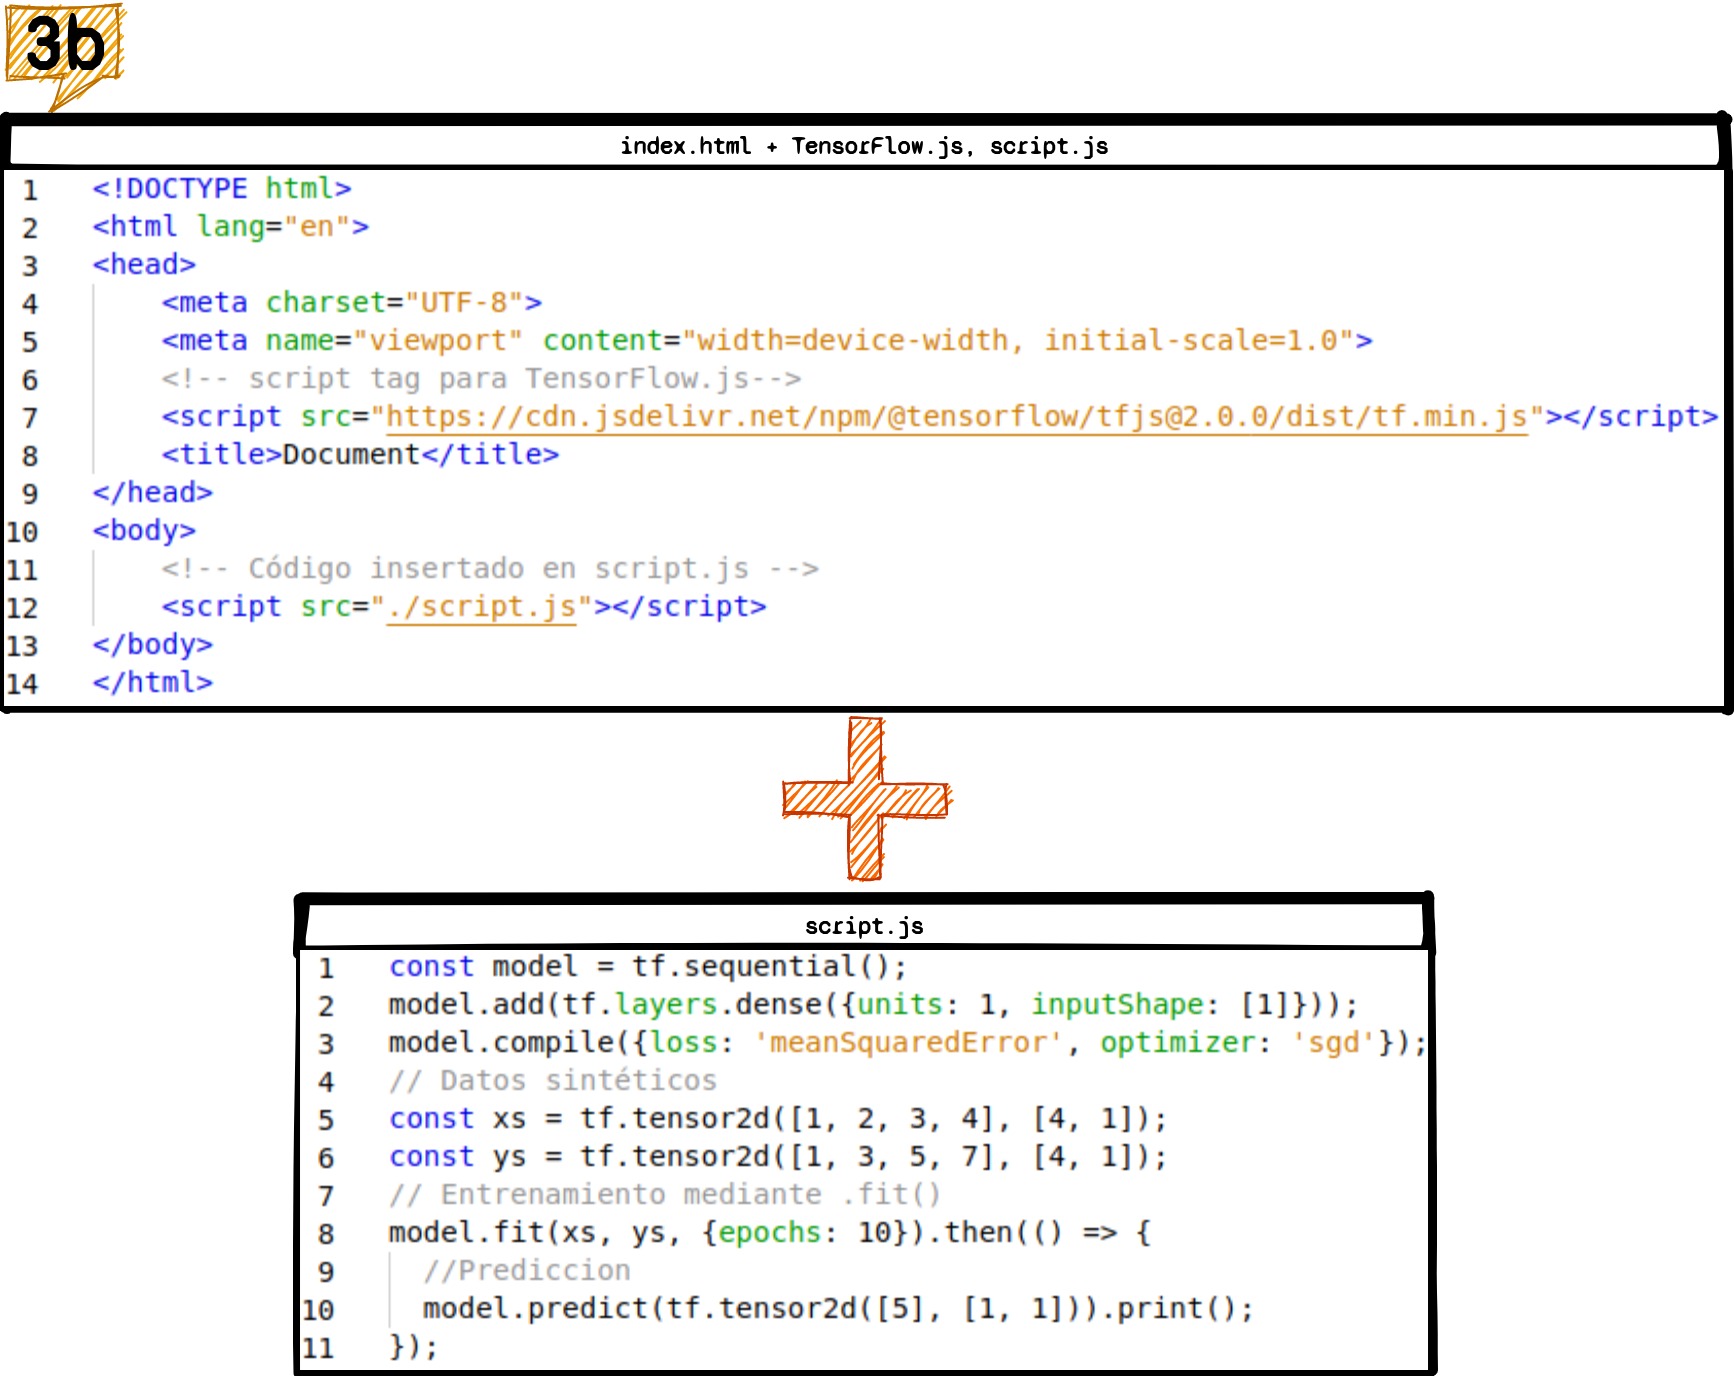 3b
index.html + TensorFlow.js, script.js
1 <!DOCTYPE html>
2 <html lang="en">
3 <head>
4 <meta charset="UTF-8">
5 <meta name="viewport" content="width=device-width, initial-scale=1.0">
6 <!-- script tag para TensorFlow.js-->
7 <script src="https://cdn.jsdelivr.net/npm/@tensorflow/tfjs@2.0.0/dist/tf.min.js"></script>
8 <title>Document</title>
9 </head>
10 <body>
11 <!-- Código insertado en script.js -->
12 <script src="./script.js"></script>
13 </body>
14 </html>
script.js
1 const model = tf.sequential();
2 model.add(tf.layers.dense({units: 1, inputShape: [1]}));
3 model.compile({loss: 'meanSquaredError', optimizer: 'sgd'});
4 // Datos sintéticos
5 const xs = tf.tensor2d([1, 2, 3, 4], [4, 1]);
6 const ys = tf.tensor2d([1, 3, 5, 7], [4, 1]);
7 // Entrenamiento mediante .fit()
8 model.fit(xs, ys, {epochs: 10}).then(() => {
9 //Prediccion
10 model.predict(tf.tensor2d([5], [1, 1])).print();
11 });